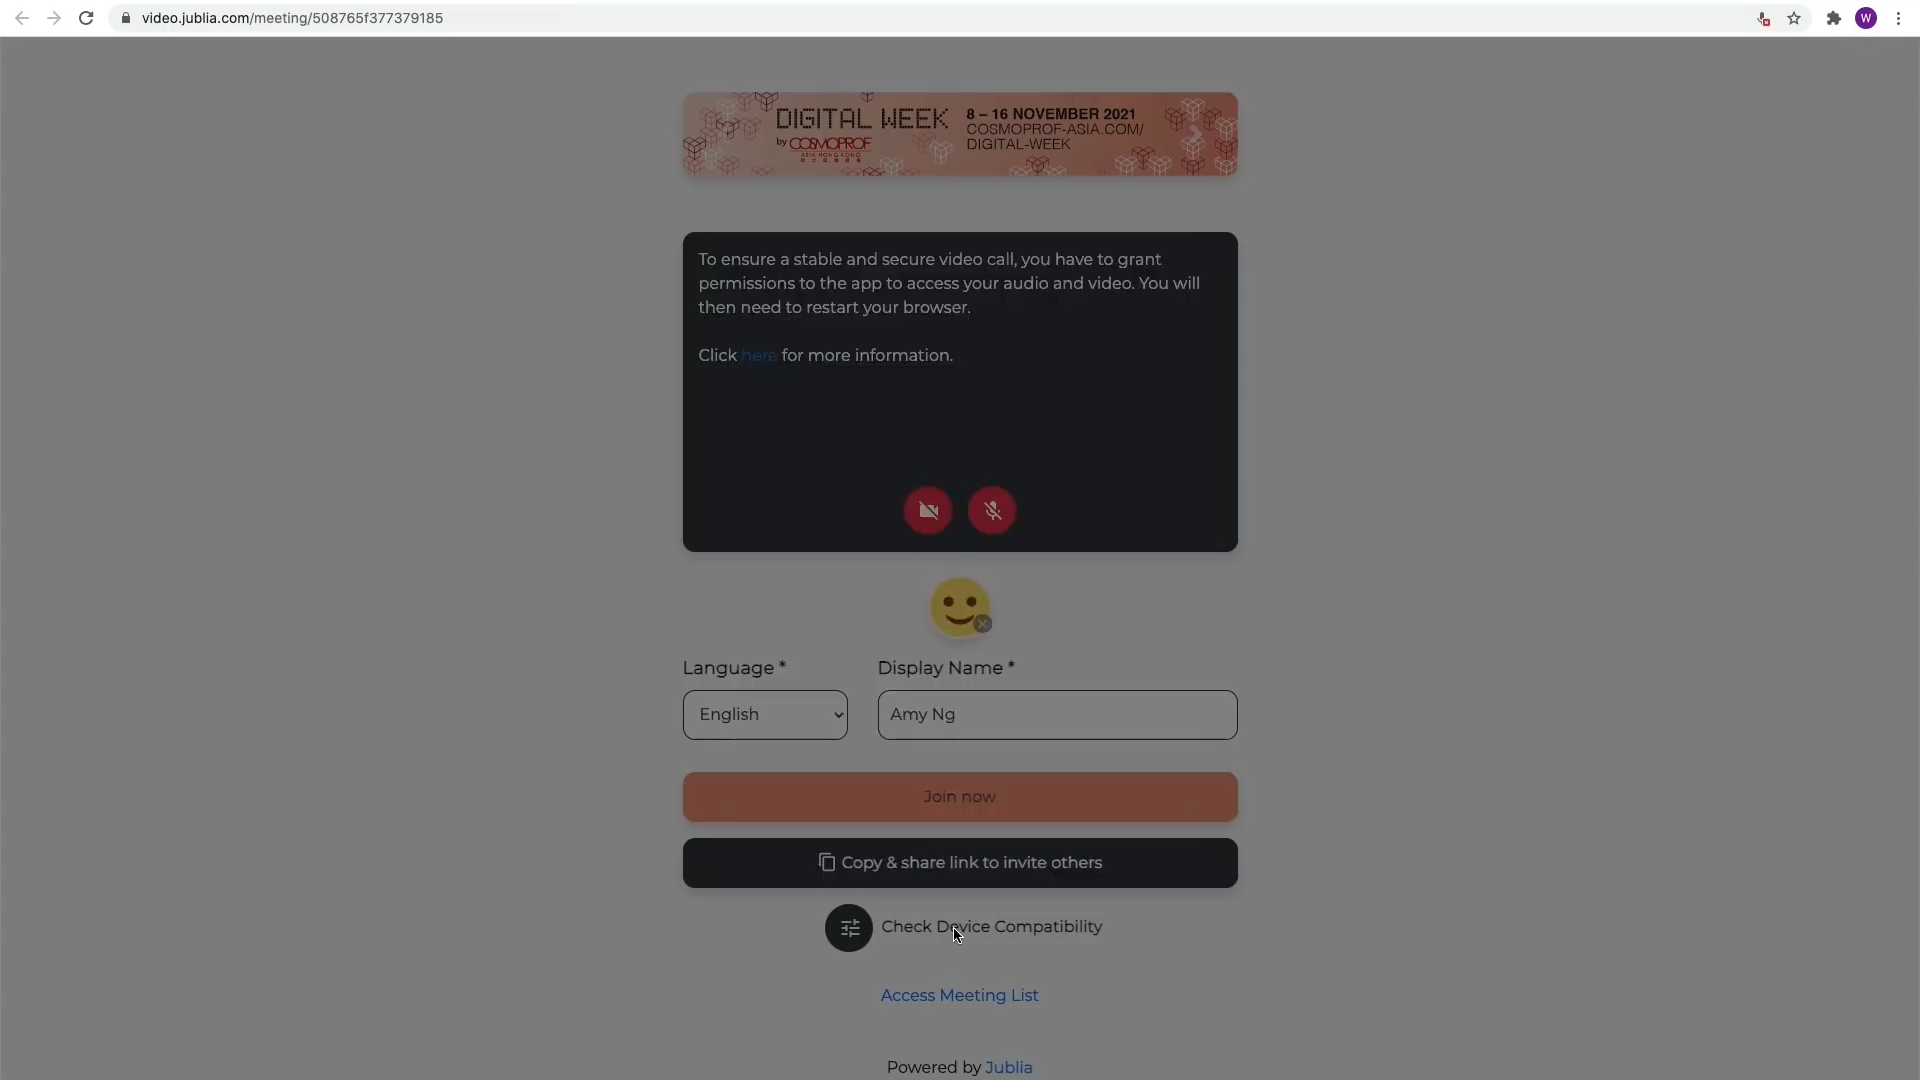 video.jublia.com/meeting/508765f377379185
W
DIGITAL WEEK
by COSMOPROF
ASIA HONG KONG
8 – 16 NOVEMBER 2021
COSMOPROF-ASIA.COM/
DIGITAL-WEEK
To ensure a stable and secure video call, you have to grant
permissions to the app to access your audio and video. You will
then need to restart your browser.
Click here for more information.
Language *
Display Name *
English
Amy Ng
Join now
Copy & share link to invite others
Check Device Compatibility
Access Meeting List
Powered by Jublia